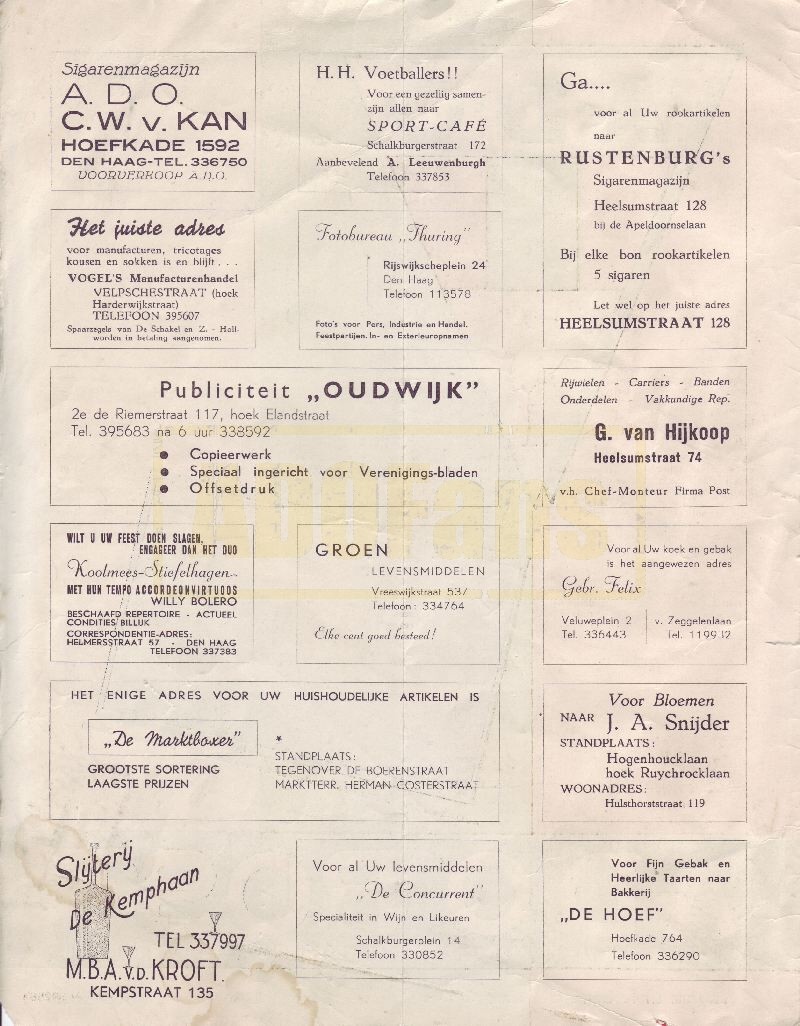 Sigarenmagazijn
A. D. O.
C.W. v. KAN
HOEFKADE 1592
DEN HAAG-TEL. 336750
VOORVERKOOP A.D.O.
H. H. Voetballers!!
Voor een gezellig samen-
zijn allen naar
SPORT-CAFÉ
Schalkburgerstraat 172
Aanbevelend A. Leeuwenburgh
Telefoon 337853
Ga....
voor al Uw rookartikelen
naar
RUSTENBURG's
Sigarenmagazijn
Heelsumstraat 128
bij de Apeldoornselaan
Bij elke bon rookartikelen
5 sigaren
Let wel op het juiste adres
HEELSUMSTRAAT 128
Het juiste adres
voor manufacturen, tricotages
kousen en sokken is en blijft . . .
VOGEL'S Manufacturenhandel
VELPSCHESTRAAT (hoek
Harderwijkstraat)
TELEFOON 395607
Spaarzegels van De Schakel en Z. - Holl-
worden in betaling aangenomen.
Fotobureau „Thuring"
Rijswijkscheplein 24
Den Haag
Telefoon 113578
Foto's voor Pers, Industrie en Handel.
Feestpartijen. In- en Exterieuropnamen
Publiciteit „OUDWIJK"
2e de Riemerstraat 117, hoek Elandstraat
Tel. 395683 na 6 uur 338592
● Copieerwerk
● Speciaal ingericht voor Verenigings-bladen
● Offsetdruk
Rijwielen - Carriers - Banden
Onderdelen - Vakkundige Rep.
G. van Hijkoop
Heelsumstraat 74
v.h. Chef-Monteur Firma Post
WILT U UW FEEST DOEN SLAGEN,
ENGAGEER DAN HET DUO
Koolmees-Stiefelhagen
MET HUN TEMPO ACCORDEONVIRTUOOS
WILLY BOLERO
BESCHAAFD REPERTOIRE - ACTUEEL
CONDITIES BILLIJK
CORRESPONDENTIE-ADRES:
HELMERSSTRAAT 57 - DEN HAAG
TELEFOON 337383
GROEN
LEVENSMIDDELEN
Vreeswijkstraat 537
Telefoon: 334764
Elke cent goed besteed!
Voor al Uw koek en gebak
is het aangewezen adres
Gebr. Felix
Veluweplein 2
Tel. 336443
v. Zeggelenlaan
Tel. 119932
HET ENIGE ADRES VOOR UW HUISHOUDELIJKE ARTIKELEN IS
„De Marktboxer"
GROOTSTE SORTERING
LAAGSTE PRIJZEN
*
STANDPLAATS:
TEGENOVER DE BOERENSTRAAT
MARKTTERR. HERMAN COSTERSTRAAT
Voor Bloemen
NAAR J. A. Snijder
STANDPLAATS:
Hogenhoucklaan
hoek Ruychrocklaan
WOONADRES:
Hulsthorststraat 119
Slijterij
De Kemphaan
TEL 337997
M.B.A. v.D. KROFT.
KEMPSTRAAT 135
Voor al Uw levensmiddelen
„De Concurrent"
Specialiteit in Wijn en Likeuren
Schalkburgerplein 14
Telefoon 330852
Voor Fijn Gebak en
Heerlijke Taarten naar
Bakkerij
„DE HOEF"
Hoefkade 764
Telefoon 336290